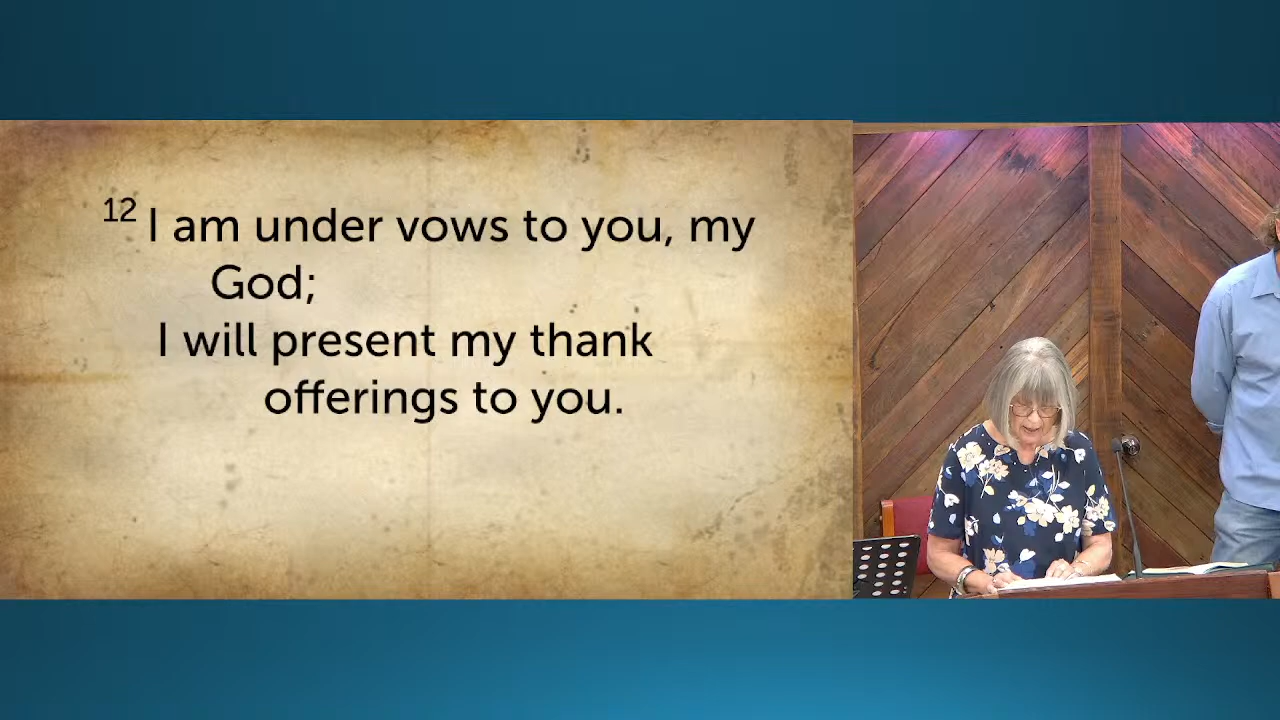 12 I am under vows to you, my
God;
I will present my thank
offerings to you.